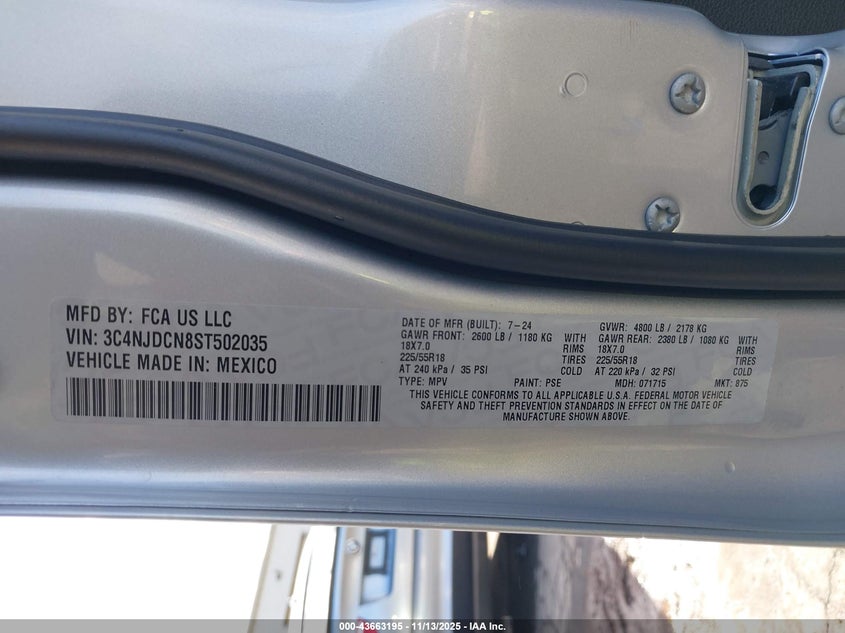 MFD BY: FCA US LLC
VIN: 3C4NJDCN8ST502035
VEHICLE MADE IN: MEXICO
DATE OF MFR (BUILT): 7-24 GVWR: 4800 LB / 2178 KG
GAWR FRONT: 2600 LB / 1180 KG WITH GAWR REAR: 2380 LB / 1080 KG WITH
18X7.0 RIMS 18X7.0 RIMS
225/55R18 TIRES 225/55R18 TIRES
AT 240 kPa / 35 PSI COLD AT 220 kPa / 32 PSI COLD
TYPE: MPV PAINT: PSE MDH: 071715 MKT: 875
THIS VEHICLE CONFORMS TO ALL APPLICABLE U.S.A. FEDERAL MOTOR VEHICLE
SAFETY AND THEFT PREVENTION STANDARDS IN EFFECT ON THE DATE OF
MANUFACTURE SHOWN ABOVE.
000-43663195 - 11/13/2025 - IAA Inc.